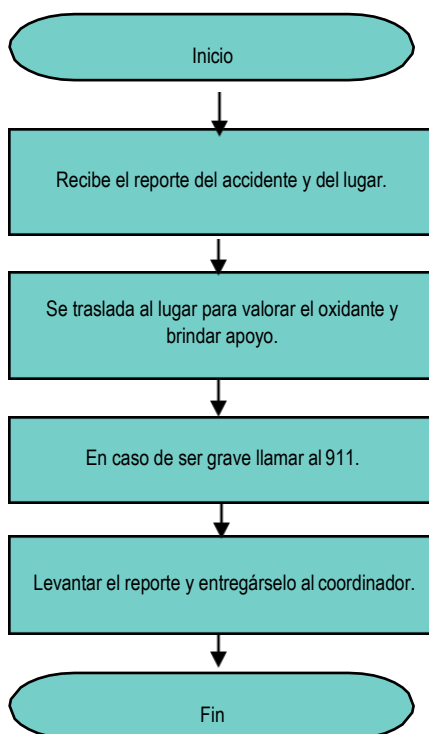 Inicio
Recibe el reporte del accidente y del lugar.
Se traslada al lugar para valorar el oxidante y
brindar apoyo.
En caso de ser grave llamar al 911.
Levantar el reporte y entregárselo al coordinador.
Fin